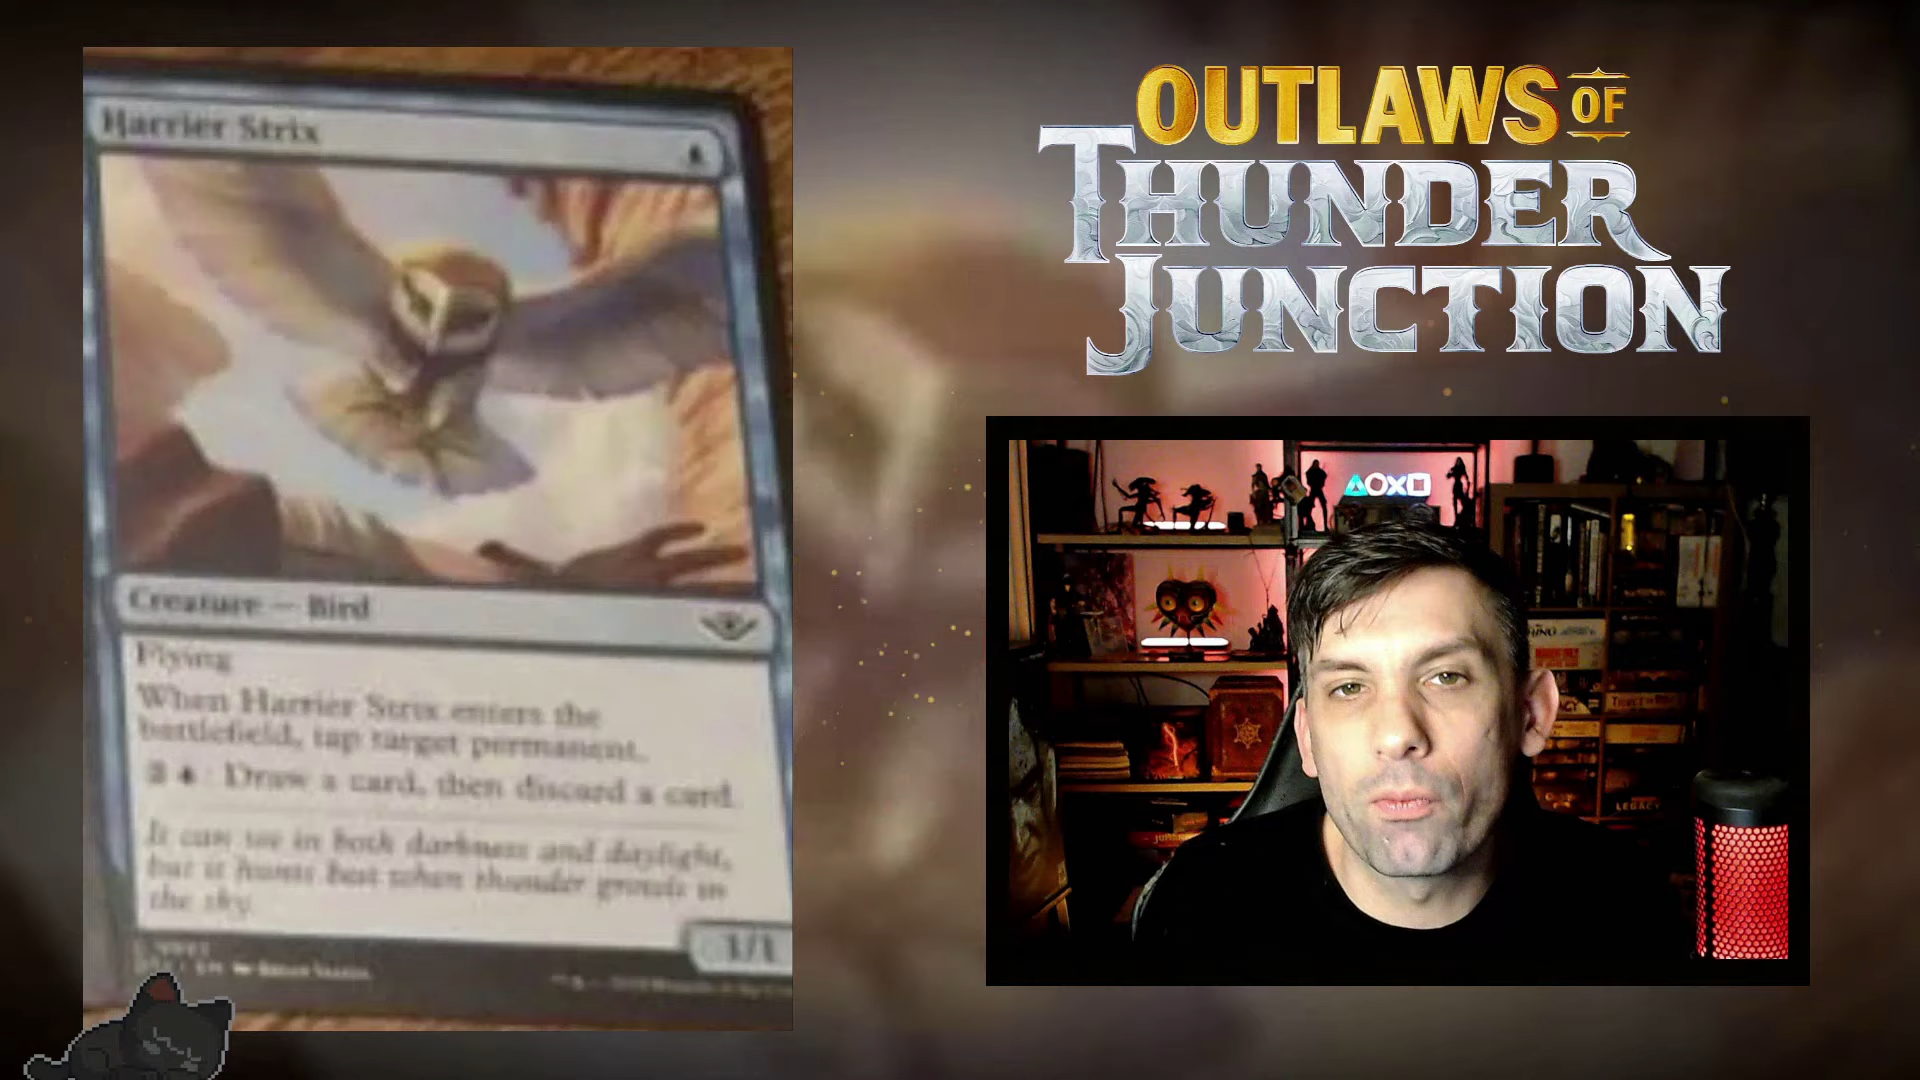 Harrier Strix
Creature — Bird
Flying
When Harrier Strix enters the
battlefield, tap target permanent.
2 : Draw a card, then discard a card.
It can see in both darkness and daylight,
but it hunts best when thunder growls in
the sky.
1/1
OUTLAWS OF
THUNDER
JUNCTION
LEGACY